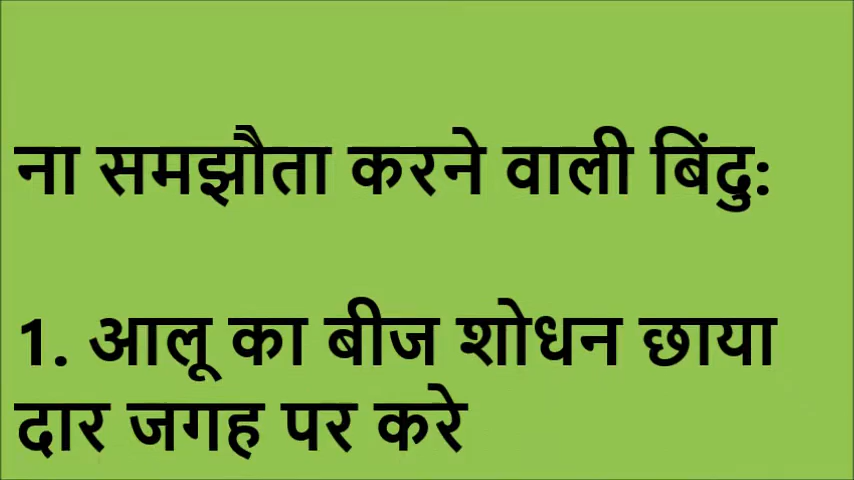 ना समझौता करने वाली बिंदु:
1. आलू का बीज शोधन छाया
दार जगह पर करे